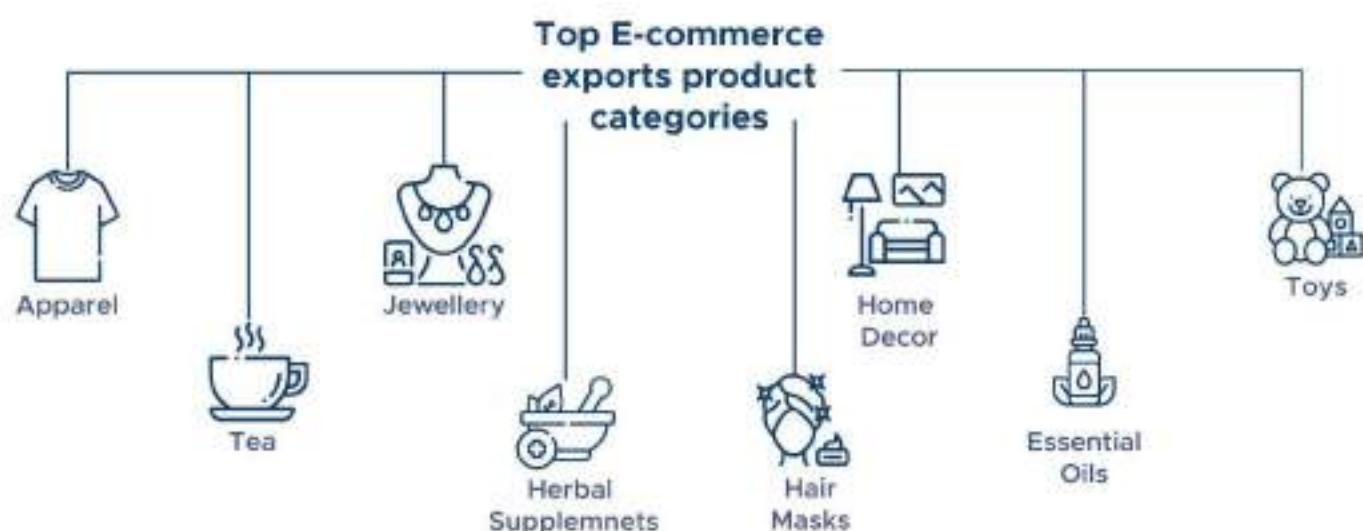 Top E-commerce
exports product
categories
Apparel
Tea
Jewellery
Herbal
Supplemnets
Hair
Masks
Home
Decor
Essential
Oils
Toys